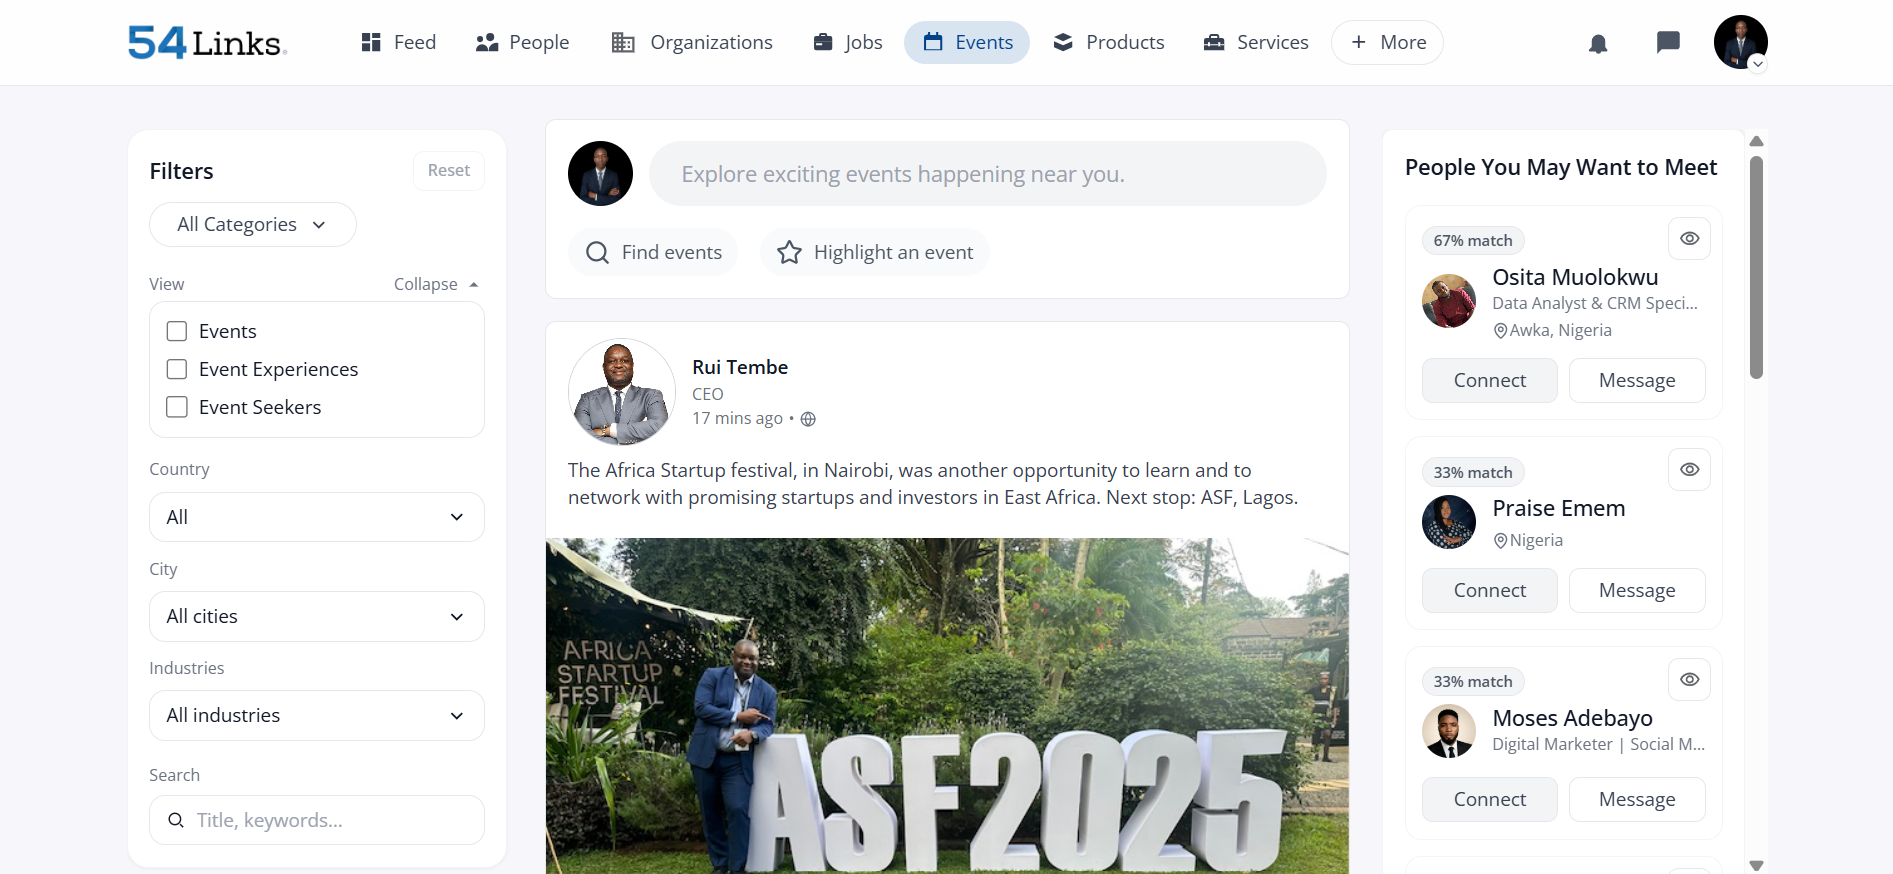 54 Links.
Feed
People
Organizations
Jobs
Events
Products
Services
+ More
Filters
Reset
All Categories
View
Collapse
Events
Event Experiences
Event Seekers
Country
All
City
All cities
Industries
All industries
Search
Title, keywords...
Explore exciting events happening near you.
Find events
Highlight an event
Rui Tembe
CEO
17 mins ago •
The Africa Startup festival, in Nairobi, was another opportunity to learn and to
network with promising startups and investors in East Africa. Next stop: ASF, Lagos.
AFRICA
STARTUP
FESTIVAL
ASF2025
People You May Want to Meet
67% match
Osita Muolokwu
Data Analyst & CRM Speci...
Awka, Nigeria
Connect
Message
33% match
Praise Emem
Nigeria
Connect
Message
33% match
Moses Adebayo
Digital Marketer | Social M...
Connect
Message